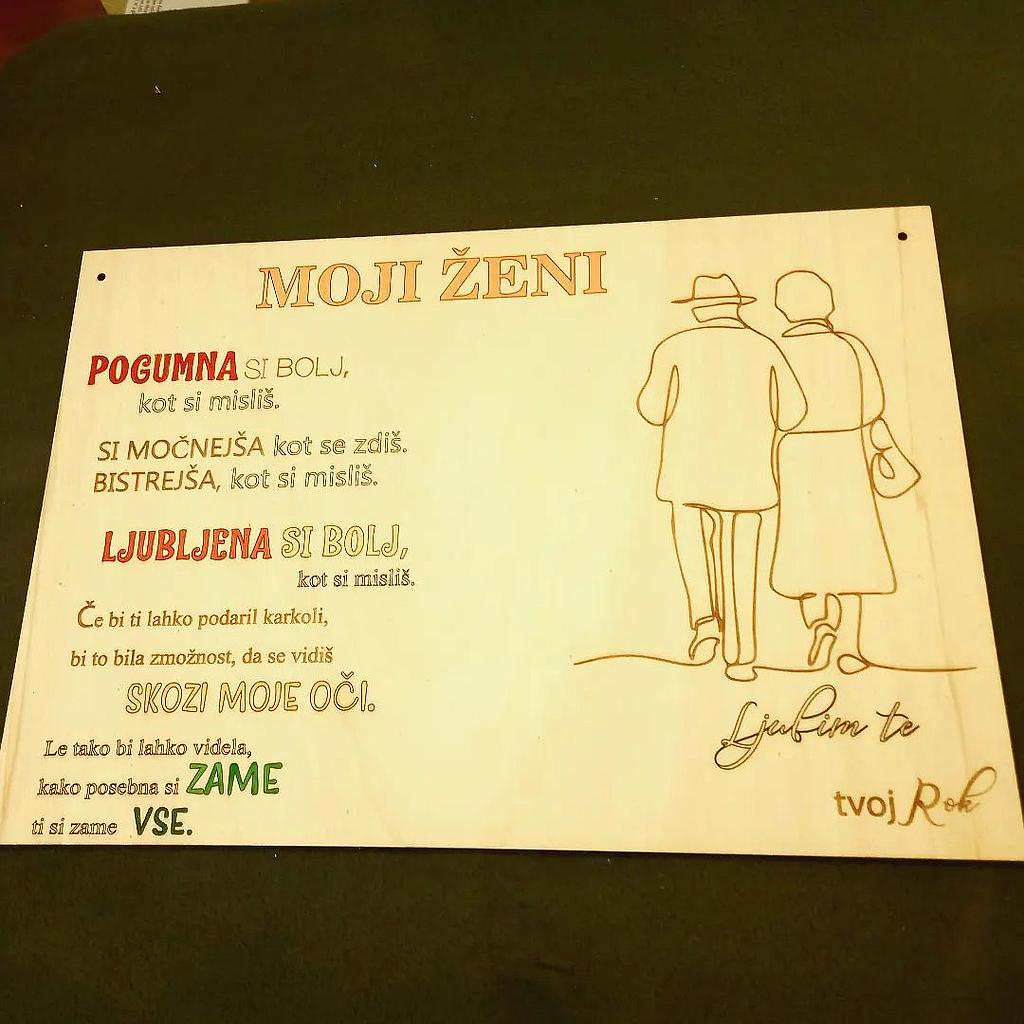 MOJI ŽENI
POGUMNA SI BOLJ,
kot si misliš.
SI MOČNEJŠA kot se zdiš.
BISTREJŠA, kot si misliš.
LJUBLJENA SI BOLJ,
kot si misliš.
Če bi ti lahko podaril karkoli,
bi to bila zmožnost, da se vidiš
SKOZI MOJE OČI.
Le tako bi lahko videla,
kako posebna si ZAME
ti si zame VSE.
Ljubim te
tvoj Rok